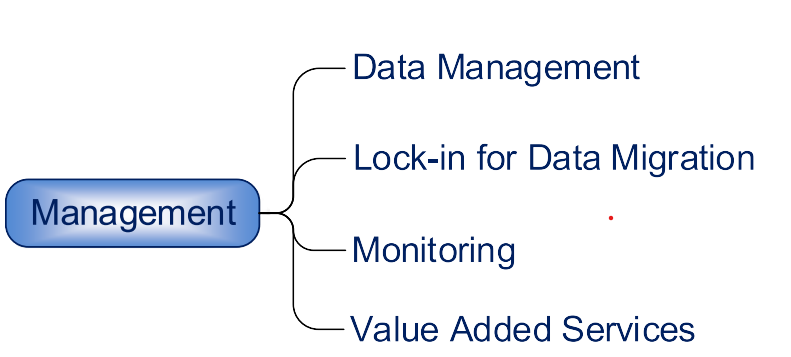 Data Management
Lock-in for Data Migration
Management
Monitoring
Value Added Services